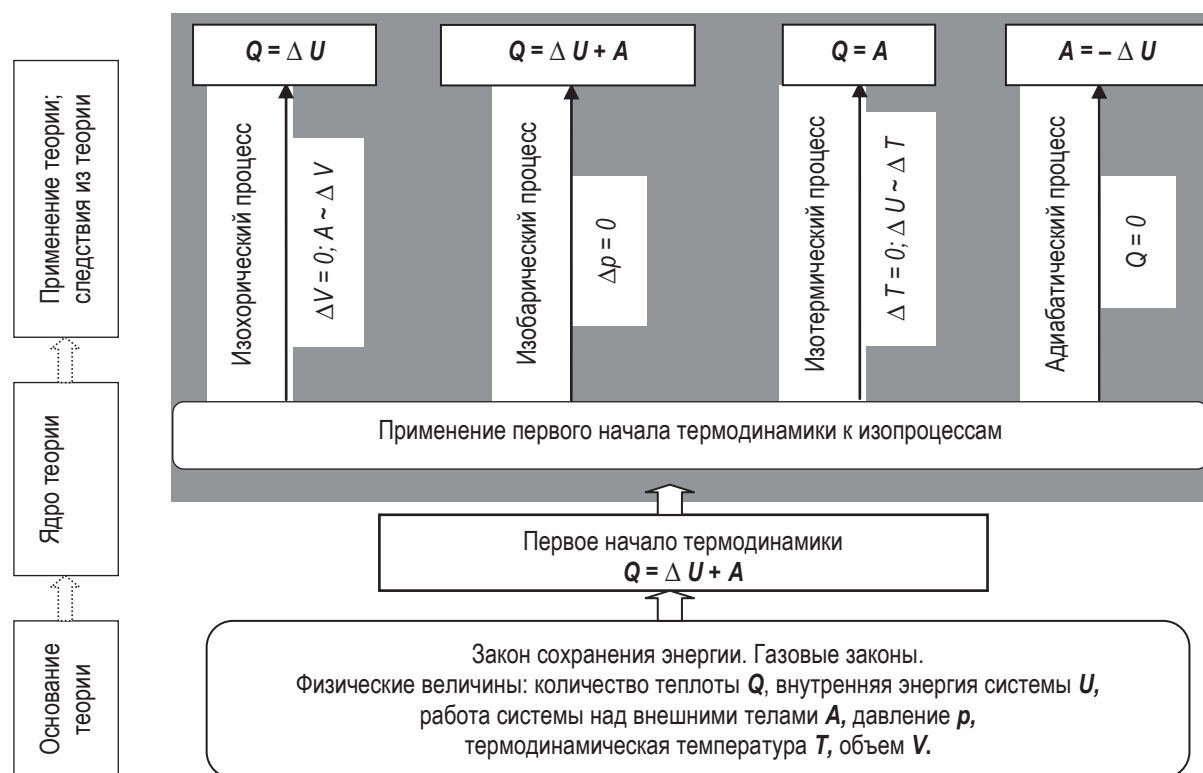 Q = Δ U
Q = Δ U + A
Q = A
A = – Δ U
Применение теории;
следствия из теории
Изохорический процесс
ΔV = 0; A ~ Δ V
Изобарический процесс
Δp = 0
Изотермический процесс
Δ T = 0; Δ U ~ Δ T
Адиабатический процесс
Q = 0
Ядро теории
Применение первого начала термодинамики к изопроцессам
Первое начало термодинамики
Q = Δ U + A
Основание
теории
Закон сохранения энергии. Газовые законы.
Физические величины: количество теплоты Q, внутренняя энергия системы U,
работа системы над внешними телами A, давление p,
термодинамическая температура T, объем V.